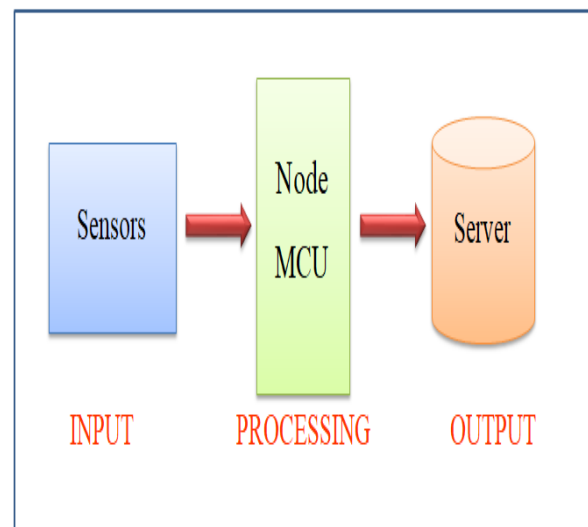 Sensors
Node
MCU
Server
INPUT
PROCESSING
OUTPUT